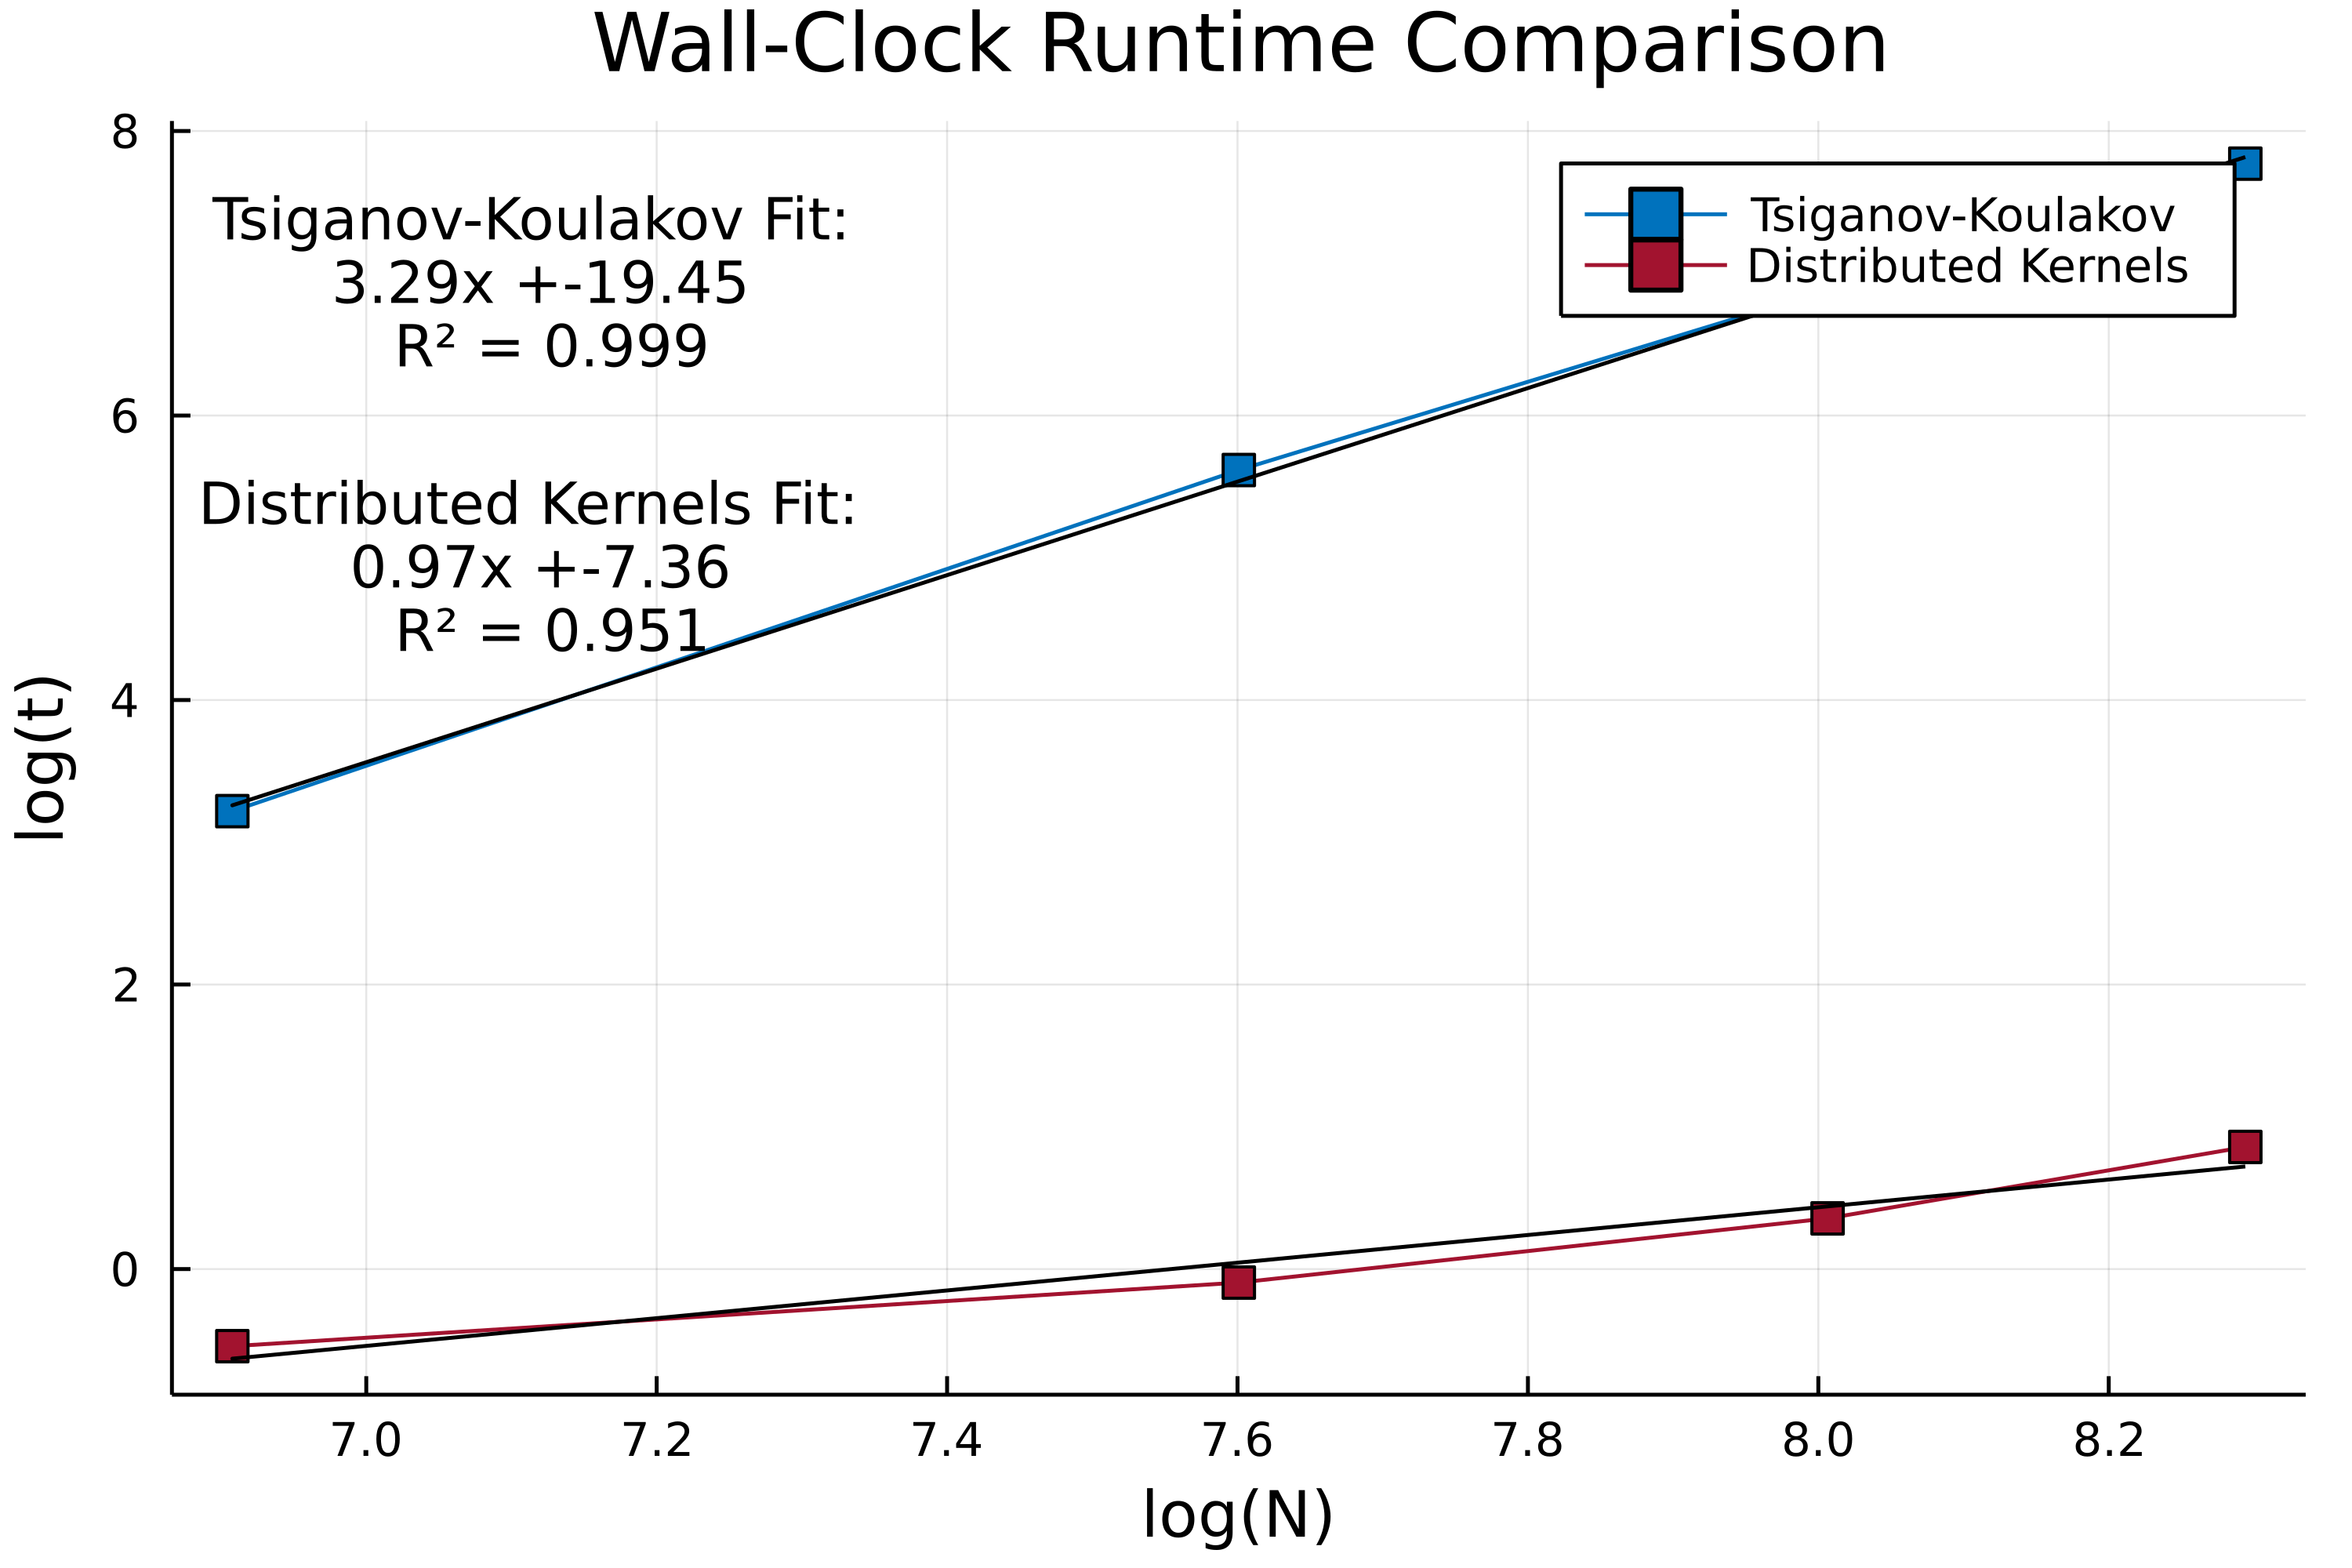 Wall-Clock Runtime Comparison
8
6
4
2
0
log(t)
Tsiganov-Koulakov Fit:
3.29x +-19.45
R² = 0.999
Distributed Kernels Fit:
0.97x +-7.36
R² = 0.951
Tsiganov-Koulakov
Distributed Kernels
7.0 7.2 7.4 7.6 7.8 8.0 8.2
log(N)